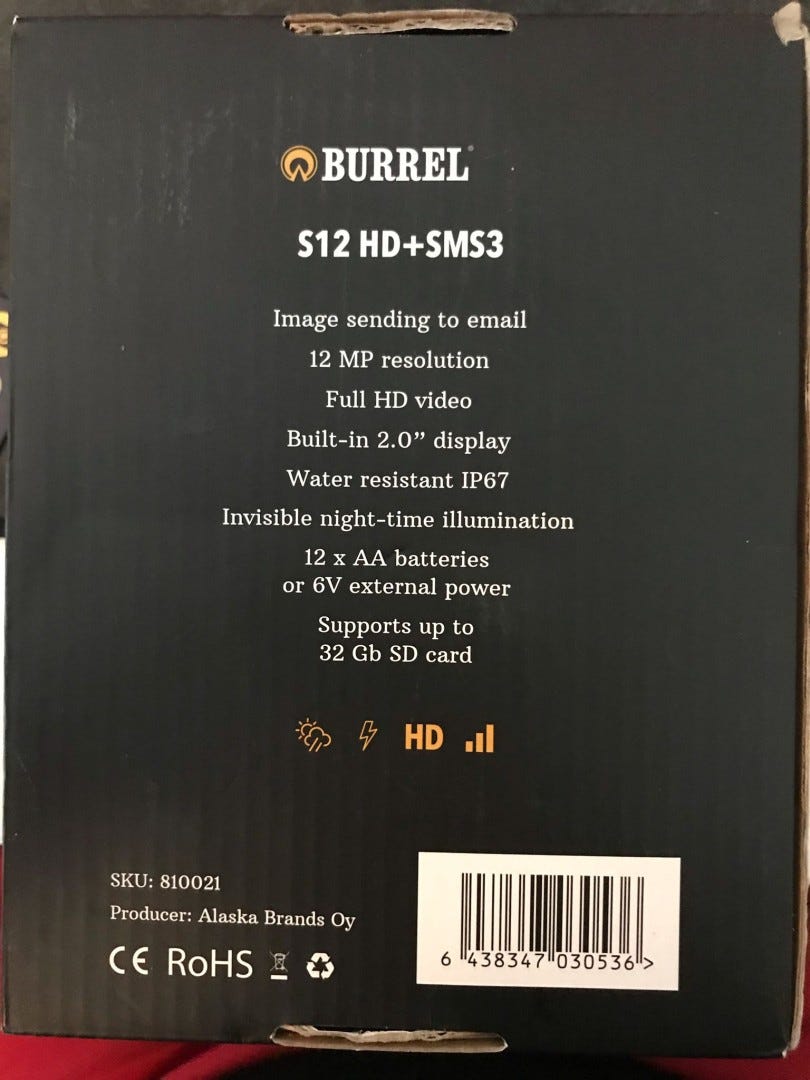 BURREL
S12 HD+SMS3
Image sending to email
12 MP resolution
Full HD video
Built-in 2.0” display
Water resistant IP67
Invisible night-time illumination
12 x AA batteries
or 6V external power
Supports up to
32 Gb SD card
HD
SKU: 810021
Producer: Alaska Brands Oy
CE RoHS
6 438347 030536 >